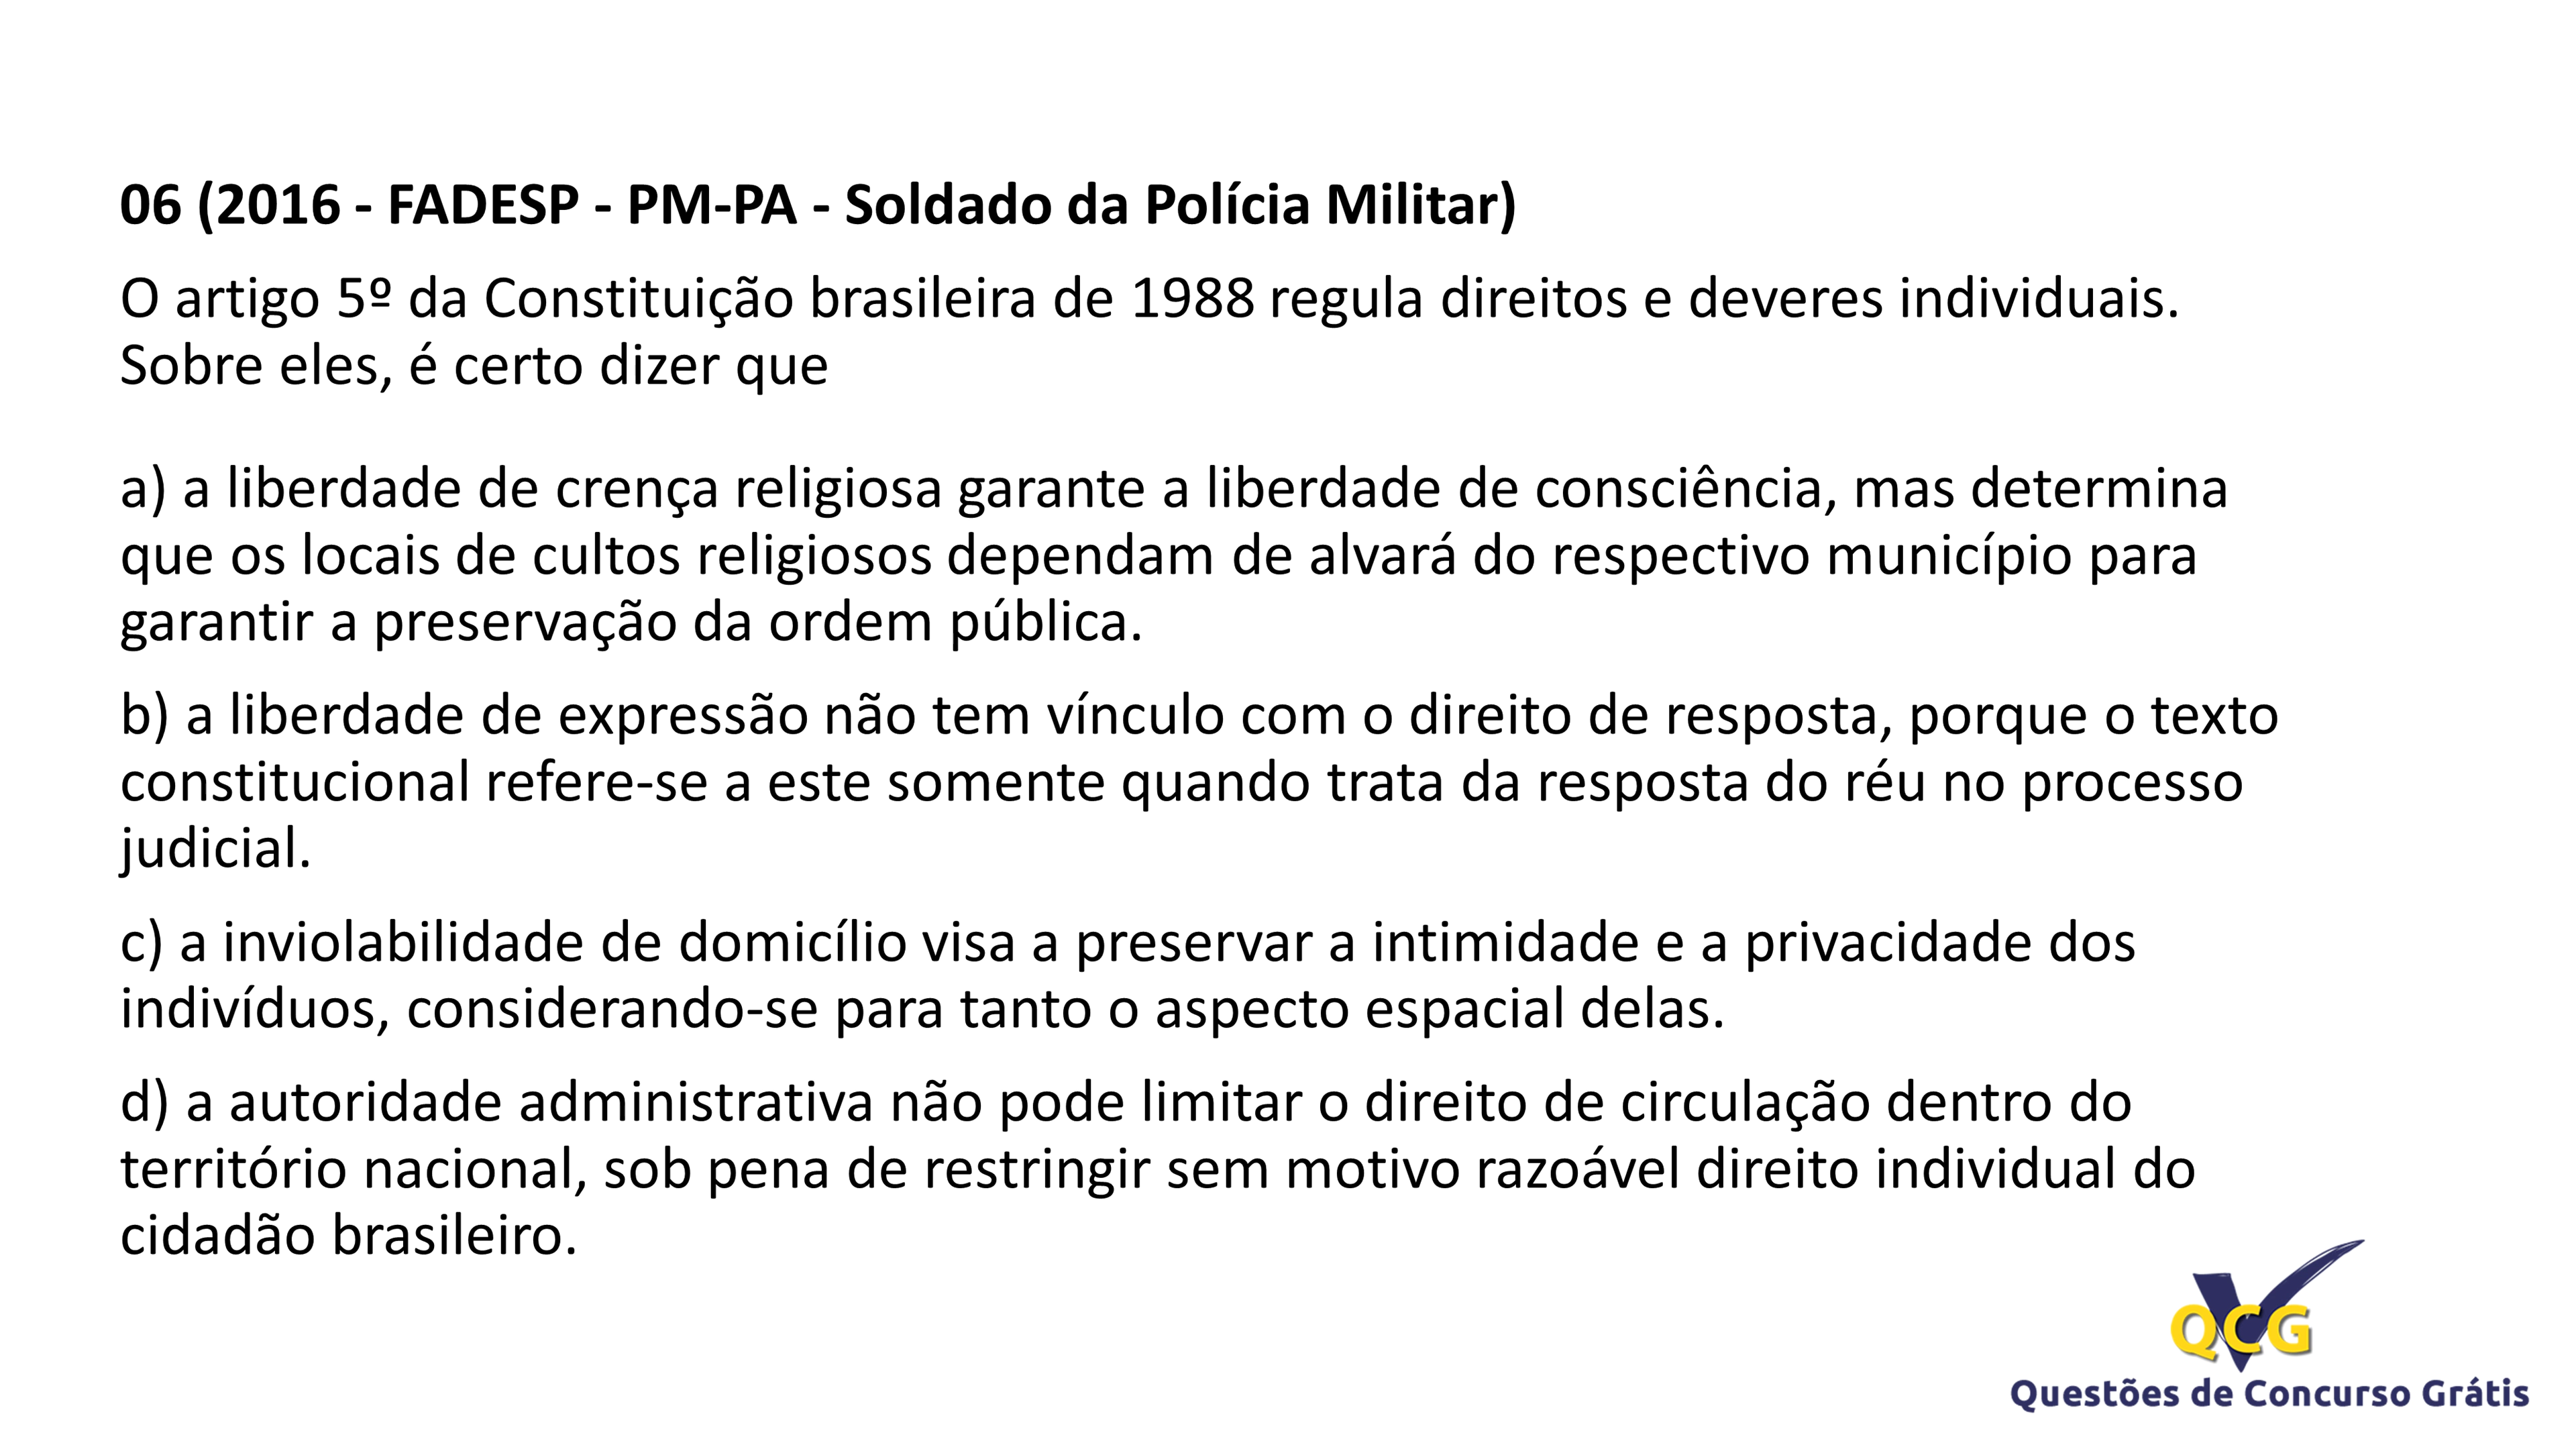 06 (2016 - FADESP - PM-PA - Soldado da Polícia Militar)
O artigo 5º da Constituição brasileira de 1988 regula direitos e deveres individuais.
Sobre eles, é certo dizer que
a) a liberdade de crença religiosa garante a liberdade de consciência, mas determina
que os locais de cultos religiosos dependam de alvará do respectivo município para
garantir a preservação da ordem pública.
b) a liberdade de expressão não tem vínculo com o direito de resposta, porque o texto
constitucional refere-se a este somente quando trata da resposta do réu no processo
judicial.
c) a inviolabilidade de domicílio visa a preservar a intimidade e a privacidade dos
indivíduos, considerando-se para tanto o aspecto espacial delas.
d) a autoridade administrativa não pode limitar o direito de circulação dentro do
território nacional, sob pena de restringir sem motivo razoável direito individual do
cidadão brasileiro.
QCG
Questões de Concurso Grátis